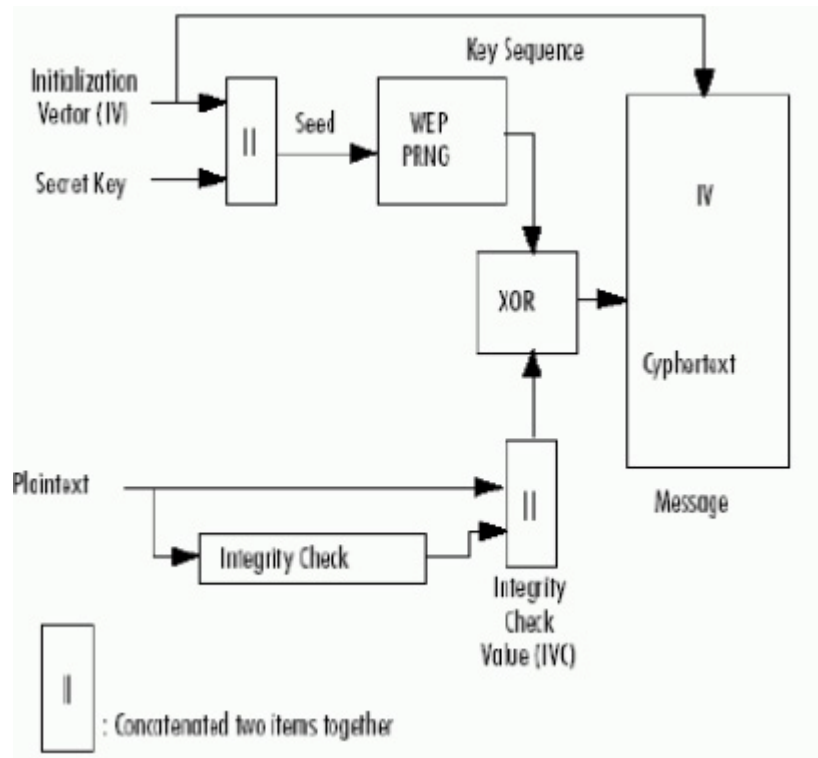 Key Sequence
Initialization
Vector (IV)
||
Seed
WEP
PRNG
Secret Key
IV
XOR
Cyphertext
Plaintext
||
Message
Integrity Check
Integrity
Check
Value (IVC)
||
: Concatenated two items together